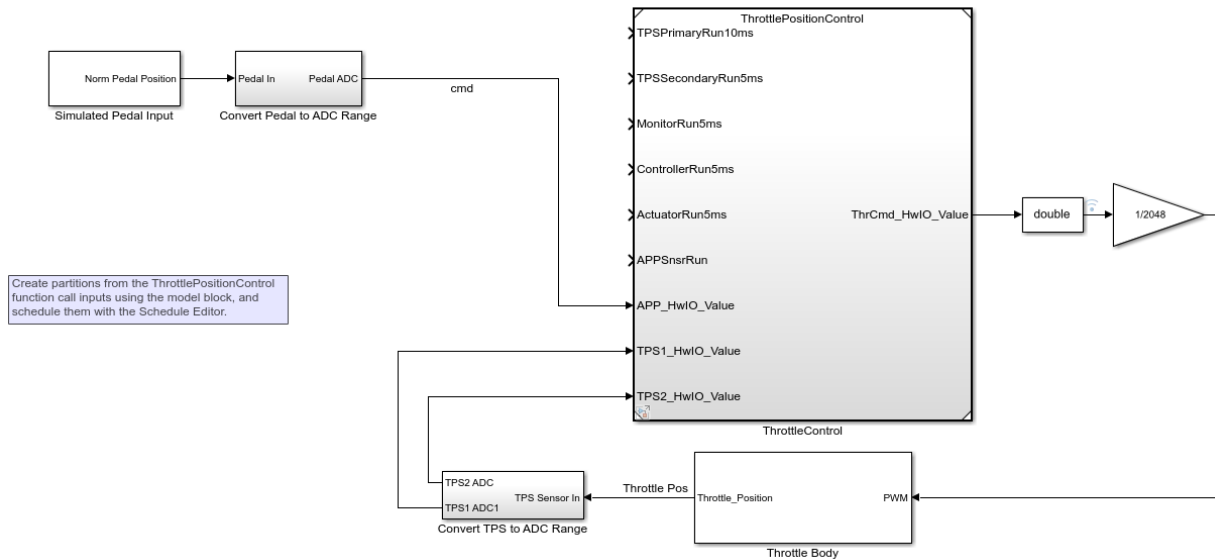 ThrottlePositionControl
TPSPrimaryRun10ms
TPSSecondaryRun5ms
MonitorRun5ms
ControllerRun5ms
ActuatorRun5ms
APPSnsrRun
APP_HwIO_Value
TPS1_HwIO_Value
TPS2_HwIO_Value
ThrCmd_HwIO_Value
ThrottleControl
Norm Pedal Position
Simulated Pedal Input
Pedal In
Pedal ADC
Convert Pedal to ADC Range
cmd
double
1/2048
Create partitions from the ThrottlePositionControl
function call inputs using the model block, and
schedule them with the Schedule Editor.
TPS2 ADC
TPS1 ADC1
TPS Sensor In
Convert TPS to ADC Range
Throttle Pos
Throttle_Position
PWM
Throttle Body